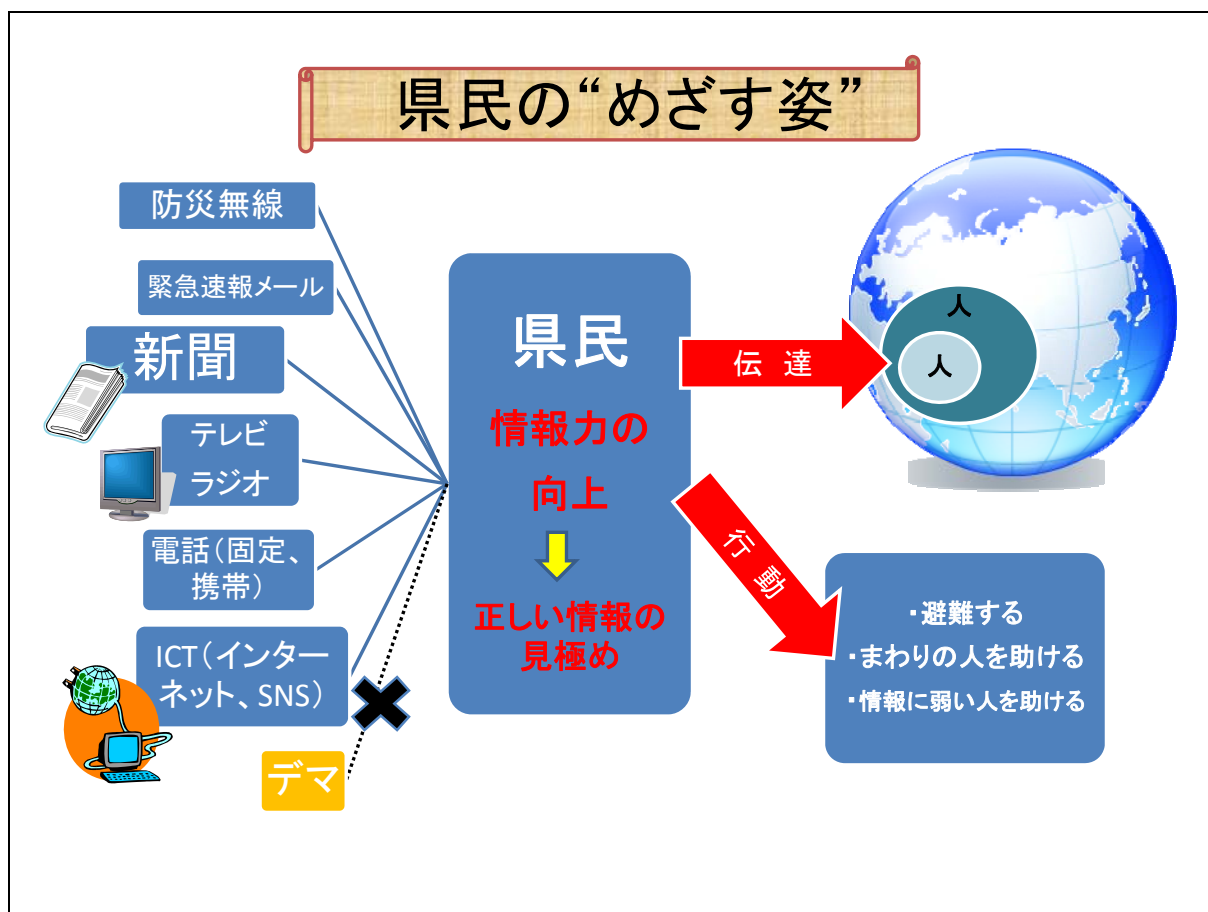 県民の“めざす姿”
防災無線
緊急速報メール
新聞
テレビ
ラジオ
電話（固定、
携帯）
ICT（インター
ネット、SNS）
デマ
県民
情報力の
向上
正しい情報の
見極め
伝 達
人
人
行 動
・避難する
・まわりの人を助ける
・情報に弱い人を助ける